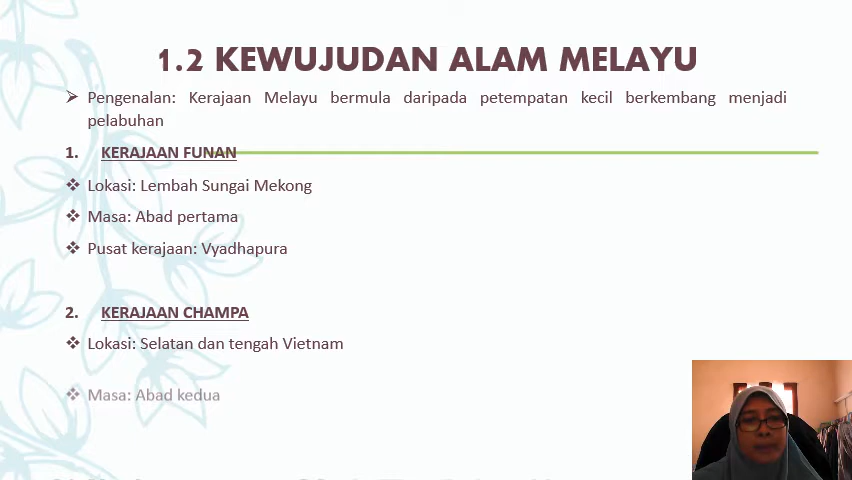 1.2 KEWUJUDAN ALAM MELAYU
Pengenalan: Kerajaan Melayu bermula daripada petempatan kecil berkembang menjadi
pelabuhan
1. KERAJAAN FUNAN
Lokasi: Lembah Sungai Mekong
Masa: Abad pertama
Pusat kerajaan: Vyadhapura
2. KERAJAAN CHAMPA
Lokasi: Selatan dan tengah Vietnam
Masa: Abad kedua